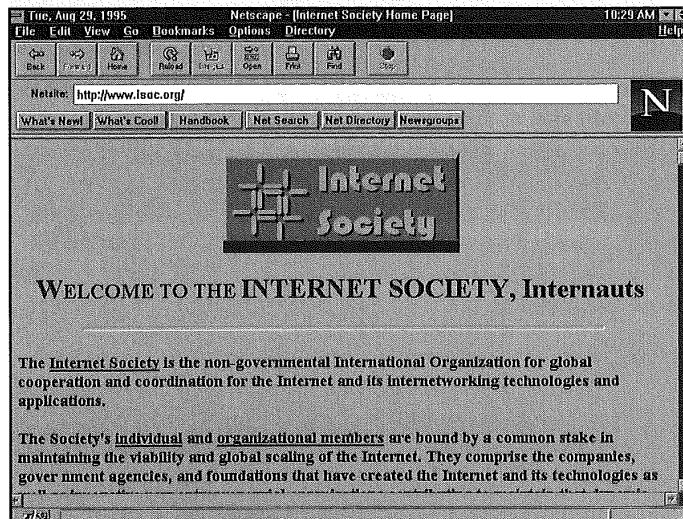 Tue, Aug 29, 1995 Netscape - [Internet Society Home Page] 10:29 AM
File Edit View Go Bookmarks Options Directory Help
Back Forward Home Reload Images Open Print Find Stop
Netsite: http://www.isoc.org/
What's New! What's Cool! Handbook Net Search Net Directory Newsgroups
N
Internet
Society
WELCOME TO THE INTERNET SOCIETY, Internauts
The Internet Society is the non-governmental International Organization for global
cooperation and coordination for the Internet and its internetworking technologies and
applications.
The Society's individual and organizational members are bound by a common stake in
maintaining the viability and global scaling of the Internet. They comprise the companies,
government agencies, and foundations that have created the Internet and its technologies as